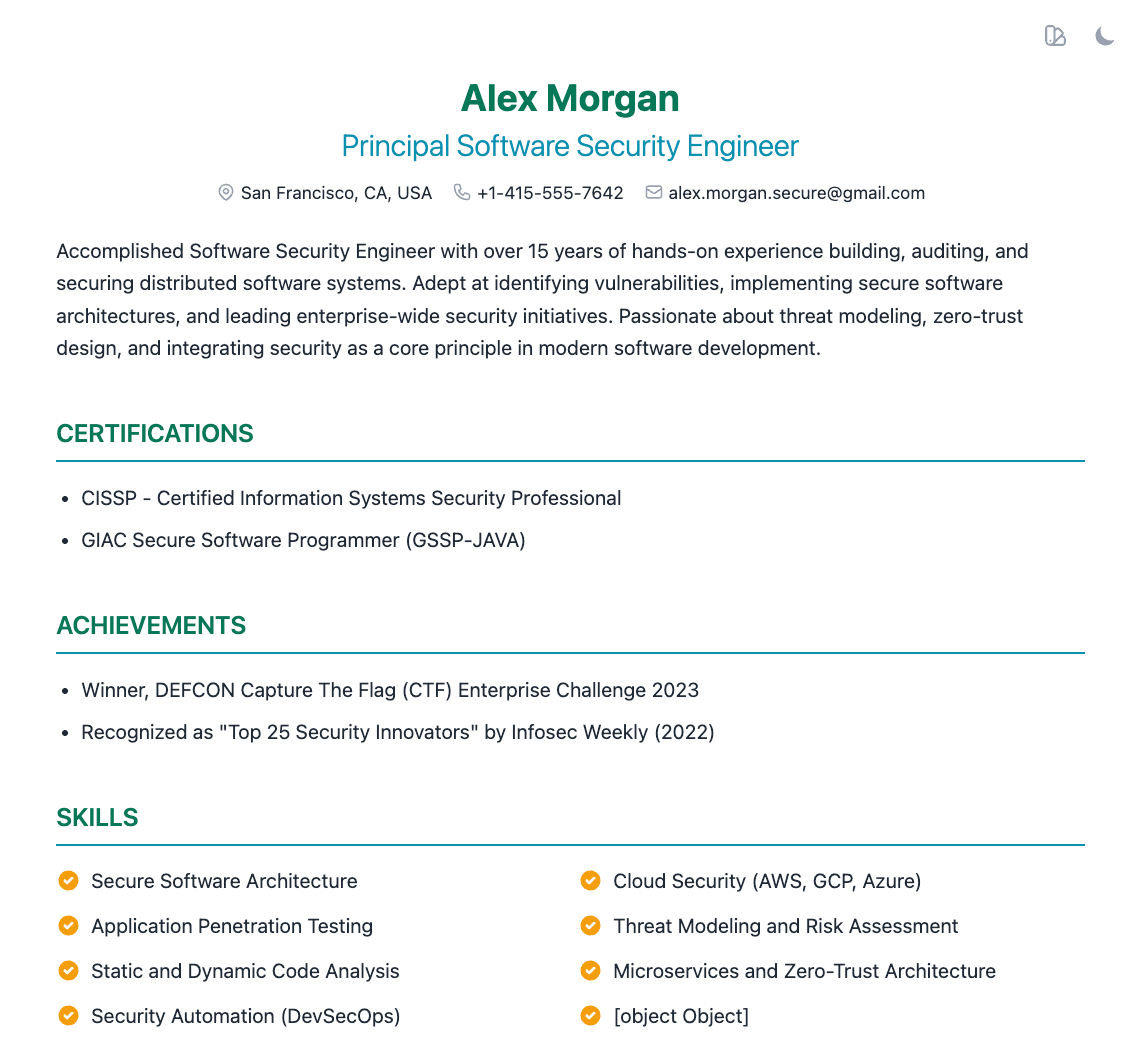 Alex Morgan
Principal Software Security Engineer
San Francisco, CA, USA +1-415-555-7642 alex.morgan.secure@gmail.com
Accomplished Software Security Engineer with over 15 years of hands-on experience building, auditing, and
securing distributed software systems. Adept at identifying vulnerabilities, implementing secure software
architectures, and leading enterprise-wide security initiatives. Passionate about threat modeling, zero-trust
design, and integrating security as a core principle in modern software development.
CERTIFICATIONS
• CISSP - Certified Information Systems Security Professional
• GIAC Secure Software Programmer (GSSP-JAVA)
ACHIEVEMENTS
• Winner, DEFCON Capture The Flag (CTF) Enterprise Challenge 2023
• Recognized as "Top 25 Security Innovators" by Infosec Weekly (2022)
SKILLS
Secure Software Architecture
Cloud Security (AWS, GCP, Azure)
Application Penetration Testing
Threat Modeling and Risk Assessment
Static and Dynamic Code Analysis
Microservices and Zero-Trust Architecture
Security Automation (DevSecOps)
[object Object]